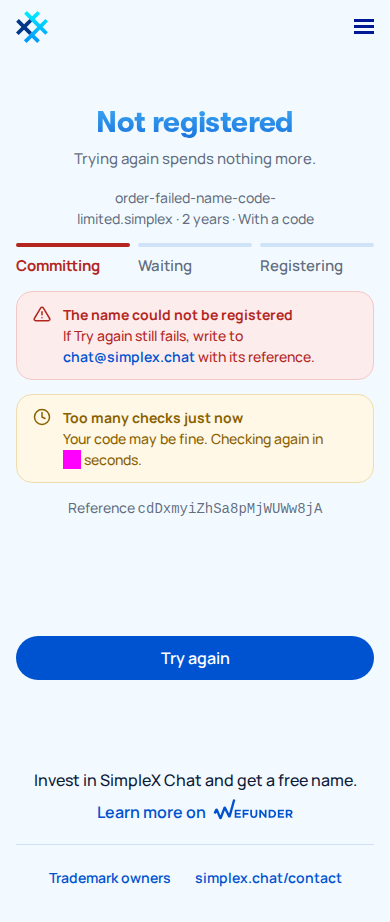 Not registered
Trying again spends nothing more.
order-failed-name-code-
limited.simplex · 2 years · With a code
Committing
Waiting
Registering
The name could not be registered
If Try again still fails, write to
chat@simplex.chat with its reference.
Too many checks just now
Your code may be fine. Checking again in
seconds.
Reference cdDxmyiZhSa8pMjWUWw8jA
Try again
Invest in SimpleX Chat and get a free name.
Learn more on WEFUNDER
Trademark owners
simplex.chat/contact